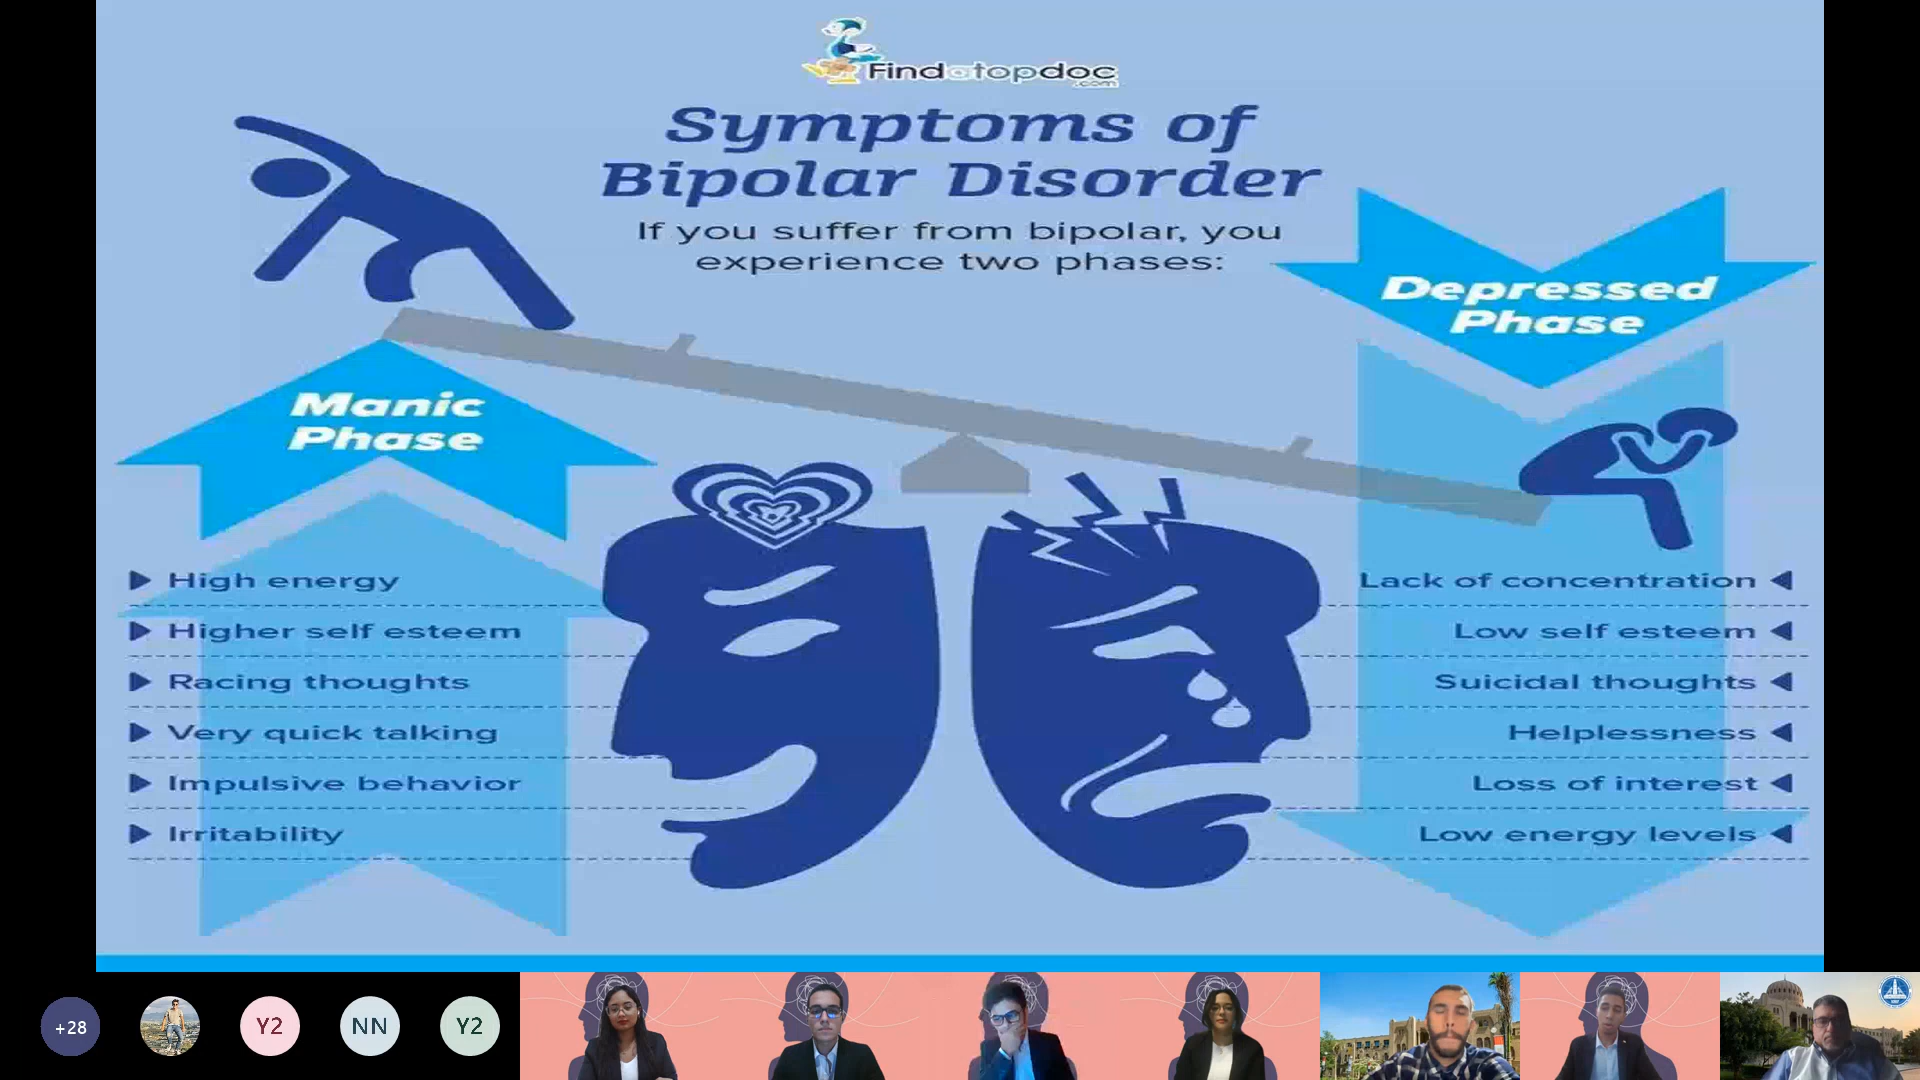 Findatopdoc
.com
Symptoms of
Bipolar Disorder
If you suffer from bipolar, you
experience two phases:
Manic
Phase
High energy
Higher self esteem
Racing thoughts
Very quick talking
Impulsive behavior
Irritability
Depressed
Phase
Lack of concentration
Low self esteem
Suicidal thoughts
Helplessness
Loss of interest
Low energy levels
+28
Y2
NN
Y2